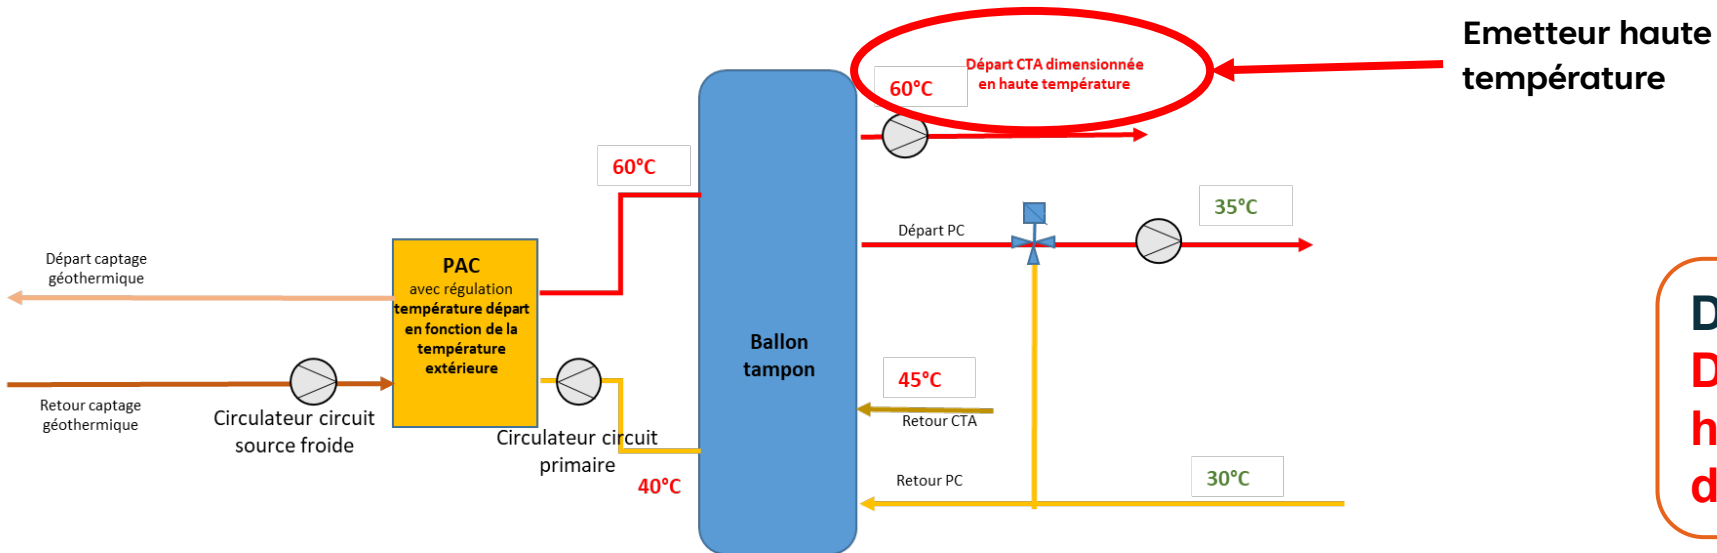 Emetteur haute
température
Départ CTA dimensionnée
en haute température
60°C
60°C
35°C
Départ PC
Départ captage
géothermique
PAC
avec régulation
température départ
en fonction de la
température
extérieure
Ballon
tampon
45°C
Retour CTA
Retour captage
géothermique
Circulateur circuit
source froide
Circulateur circuit
primaire
40°C
Retour PC
30°C
D
D
h
d